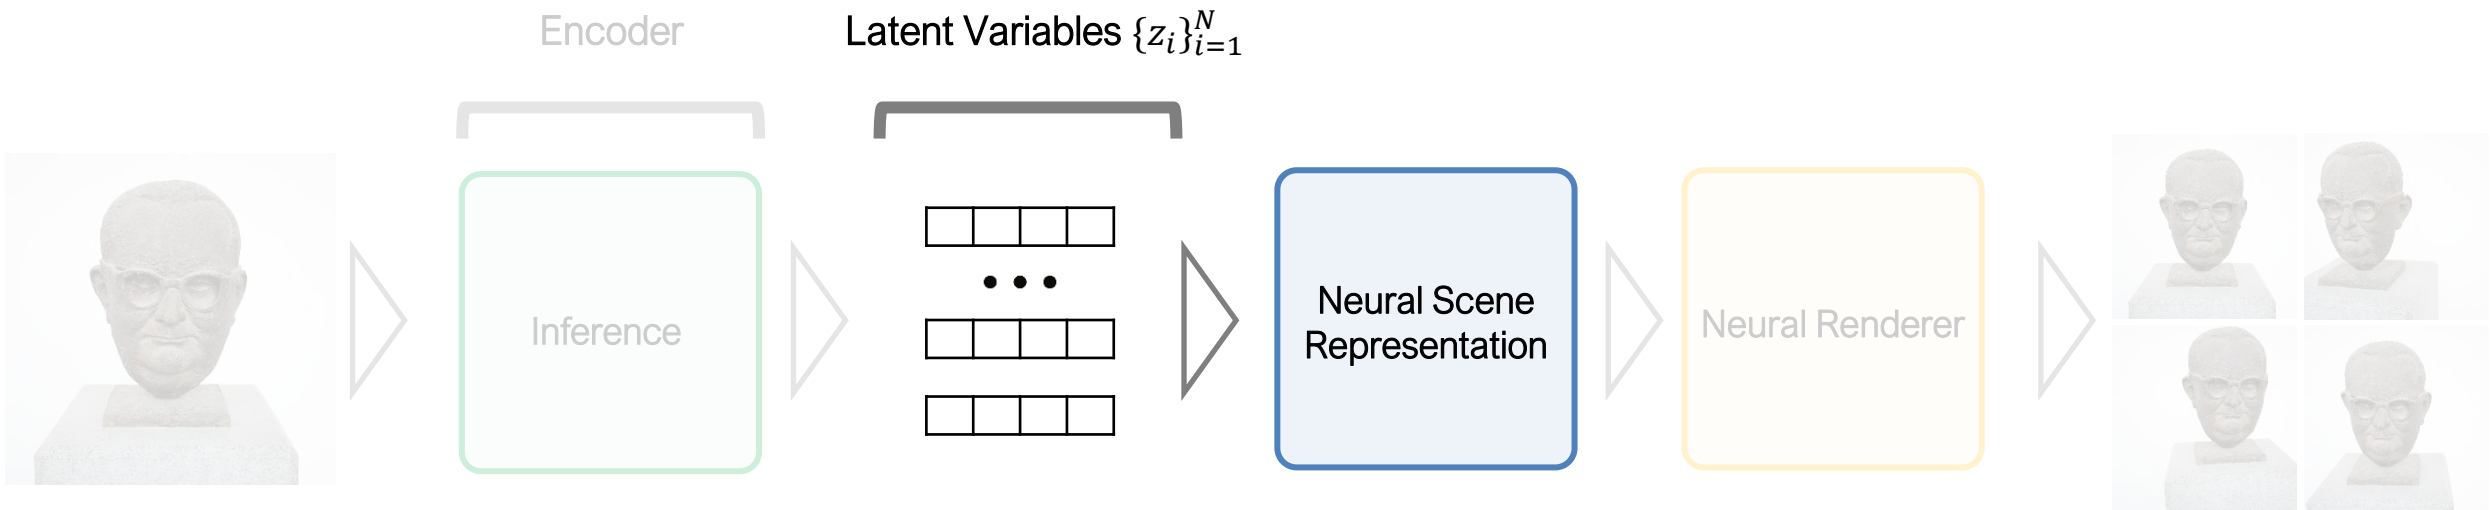 Encoder
Latent Variables $\{z_i\}_{i=1}^{N}$
Inference
Neural Scene
Representation
Neural Renderer